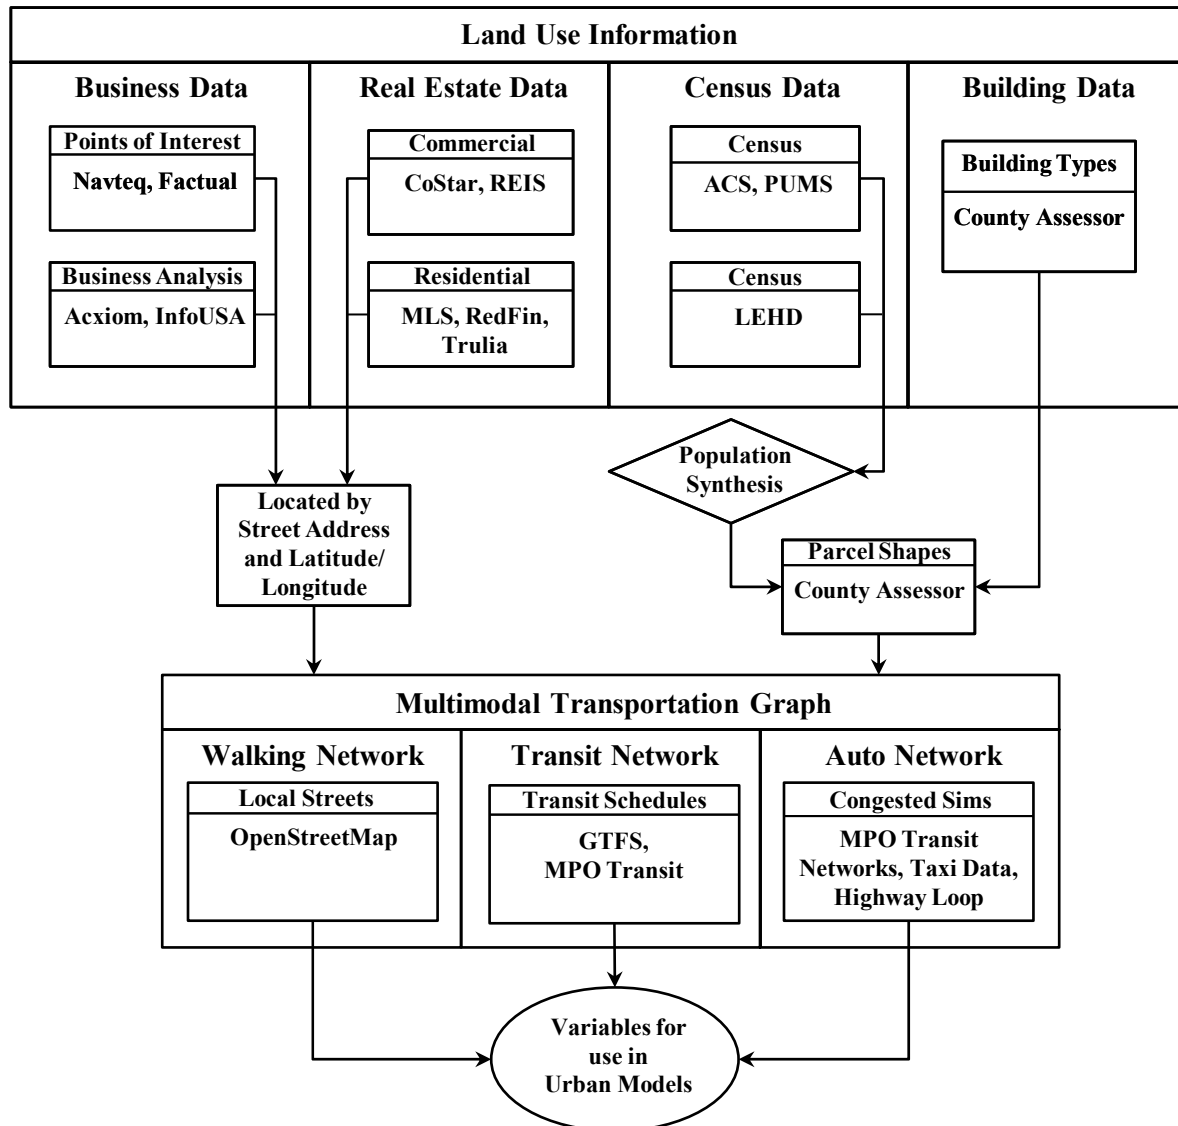 Land Use Information
Business Data
Points of Interest
Navteq, Factual
Business Analysis
Acxiom, InfoUSA
Real Estate Data
Commercial
CoStar, REIS
Residential
MLS, RedFin,
Trulia
Census Data
Census
ACS, PUMS
Census
LEHD
Building Data
Building Types
County Assessor
Located by
Street Address
and Latitude/
Longitude
Population
Synthesis
Parcel Shapes
County Assessor
Multimodal Transportation Graph
Walking Network
Local Streets
OpenStreetMap
Transit Network
Transit Schedules
GTFS,
MPO Transit
Auto Network
Congested Sims
MPO Transit
Networks, Taxi Data,
Highway Loop
Variables for
use in
Urban Models